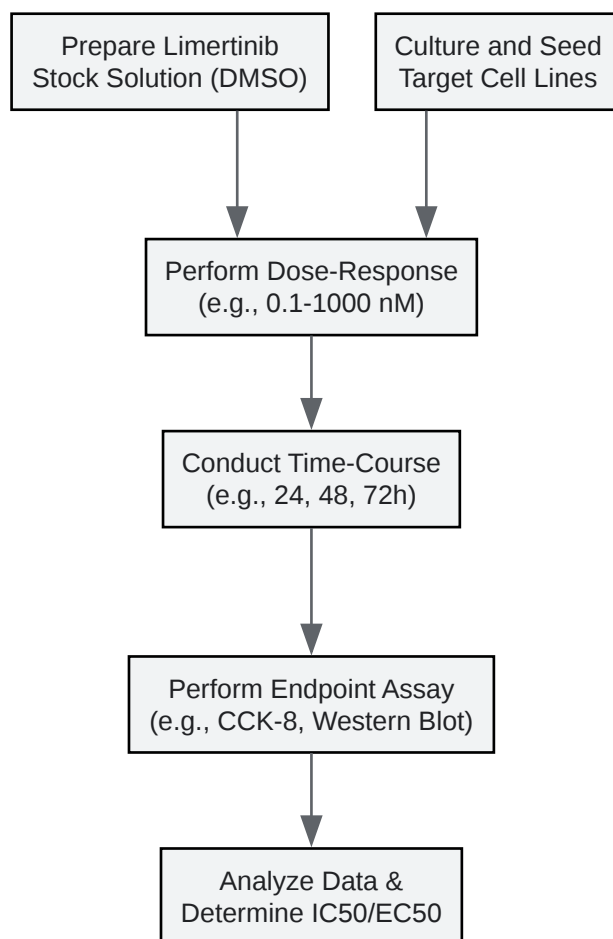 Prepare Limertinib
Stock Solution (DMSO)
Culture and Seed
Target Cell Lines
Perform Dose-Response
(e.g., 0.1-1000 nM)
Conduct Time-Course
(e.g., 24, 48, 72h)
Perform Endpoint Assay
(e.g., CCK-8, Western Blot)
Analyze Data &
Determine IC50/EC50